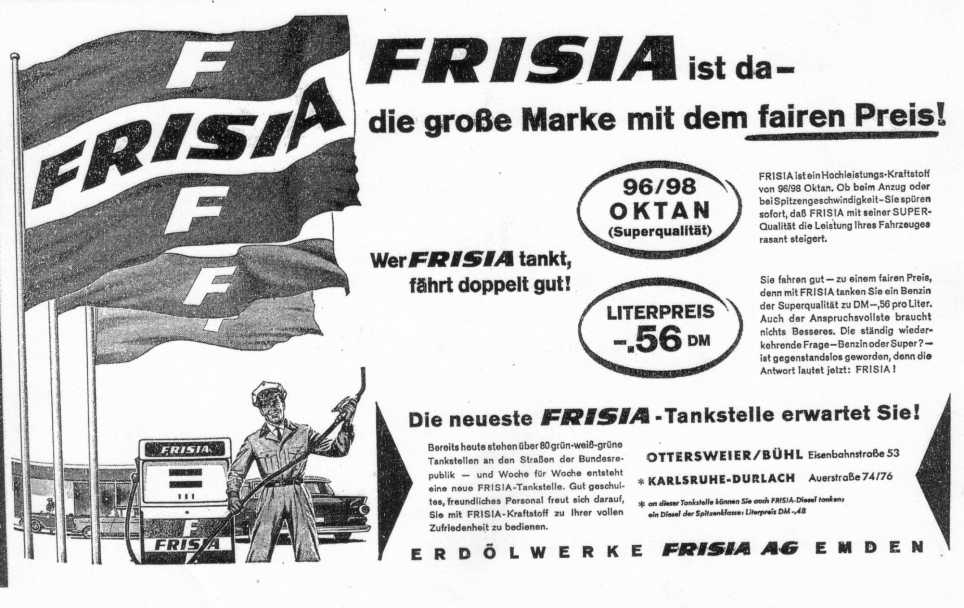 F
FRISIA
F
F
F
FRISIA
FRISIA
FRISIA ist da—
die große Marke mit dem fairen Preis!
Wer FRISIA tankt,
fährt doppelt gut!
96/98
OKTAN
(Superqualität)
FRISIA ist ein Hochleistungs-Kraftstoff
von 96/98 Oktan. Ob beim Anzug oder
bei Spitzengeschwindigkeit–Sie spüren
sofort, daß FRISIA mit seiner SUPER-
Qualität die Leistung Ihres Fahrzeuges
rasant steigert.
LITERPREIS
-.56 DM
Sie fahren gut — zu einem fairen Preis,
denn mit FRISIA tanken Sie ein Benzin
der Superqualität zu DM–,56 pro Liter.
Auch der Anspruchsvollste braucht
nichts Besseres. Die ständig wieder-
kehrende Frage—Benzin oder Super?—
ist gegenstandslos geworden, denn die
Antwort lautet jetzt: FRISIA!
Die neueste FRISIA-Tankstelle erwartet Sie!
Bereits heute stehen über 80 grün-weiß-grüne
Tankstellen an den Straßen der Bundesre-
publik — und Woche für Woche entsteht
eine neue FRISIA-Tankstelle. Gut geschul-
tes, freundliches Personal freut sich darauf,
Sie mit FRISIA-Kraftstoff zu Ihrer vollen
Zufriedenheit zu bedienen.
OTTERSWEIER/BÜHL Eisenbahnstraße 53
* KARLSRUHE-DURLACH Auerstraße 74/76
* an dieser Tankstelle können Sie auch FRISIA-Diesel tanken;
ein Diesel der Spitzenklasse: Literpreis DM -,48
ERDÖLWERKE FRISIA AG EMDEN